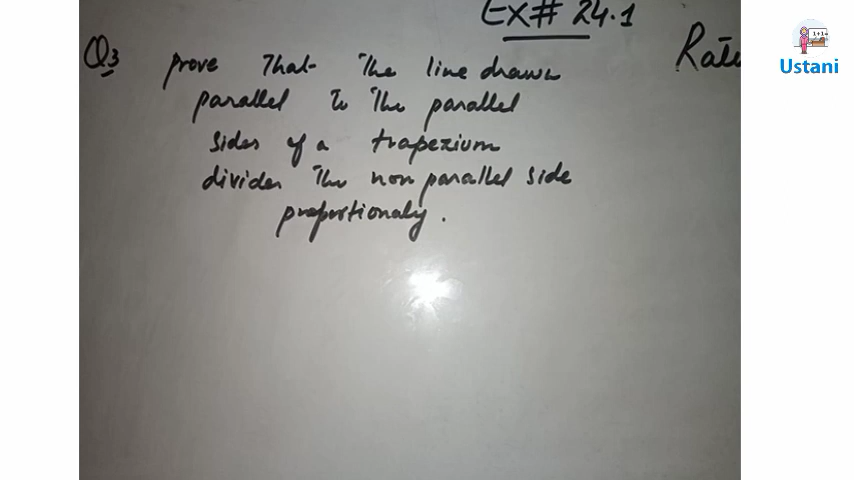 Ex# 24.1
Q3 prove That The line drawn
parallel To The parallel
sides of a trapezium
divides The non parallel side
proportionaly.
Ustani